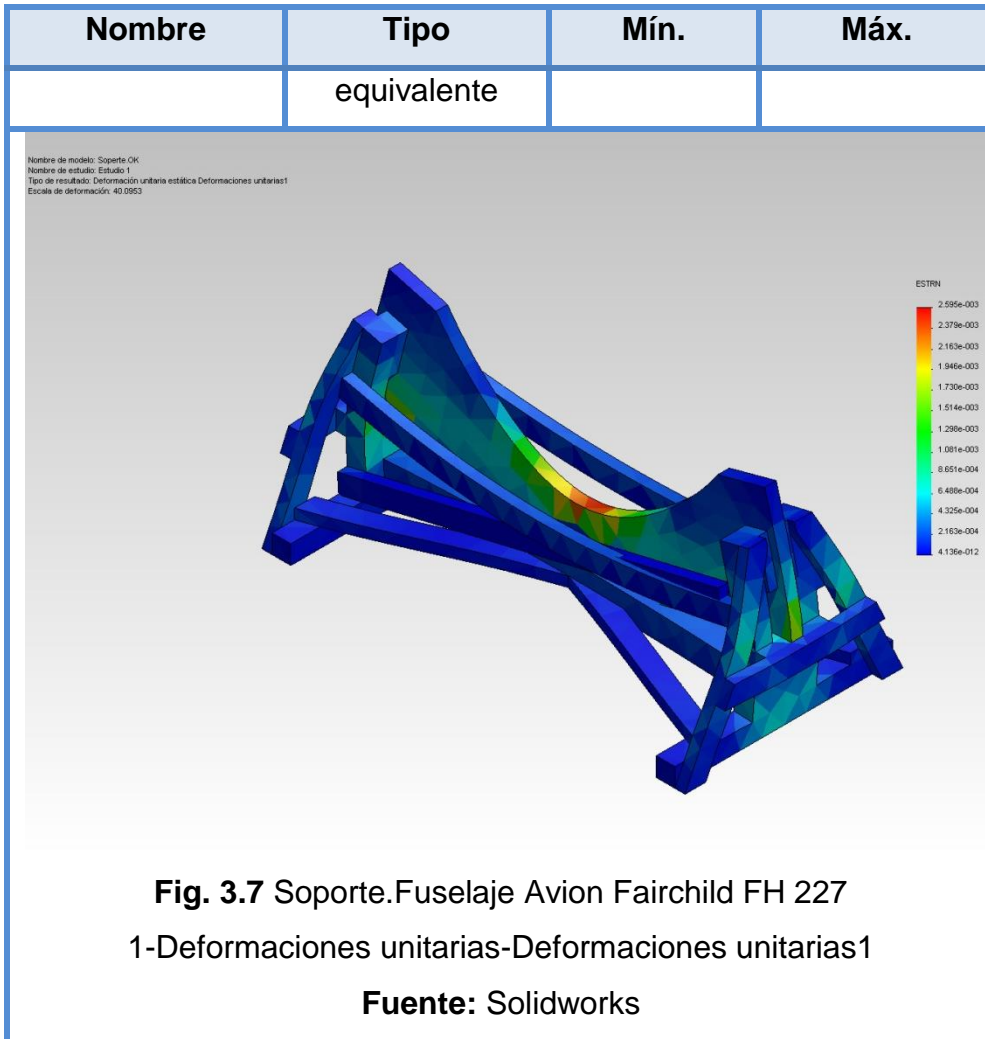 Nombre Tipo Mín. Máx.
equivalente
Nombre de modelo: Soperte.OK
Nombre de estudio: Estudio 1
Tipo de resultado: Deformación unitaria estática Deformaciones unitarias1
Escala de deformación: 40.0953
ESTRN
2.595e-003
2.379e-003
2.163e-003
1.946e-003
1.730e-003
1.514e-003
1.298e-003
1.081e-003
8.651e-004
6.488e-004
4.325e-004
2.163e-004
4.136e-012
Fig. 3.7 Soporte.Fuselaje Avion Fairchild FH 227
1-Deformaciones unitarias-Deformaciones unitarias1
Fuente: Solidworks